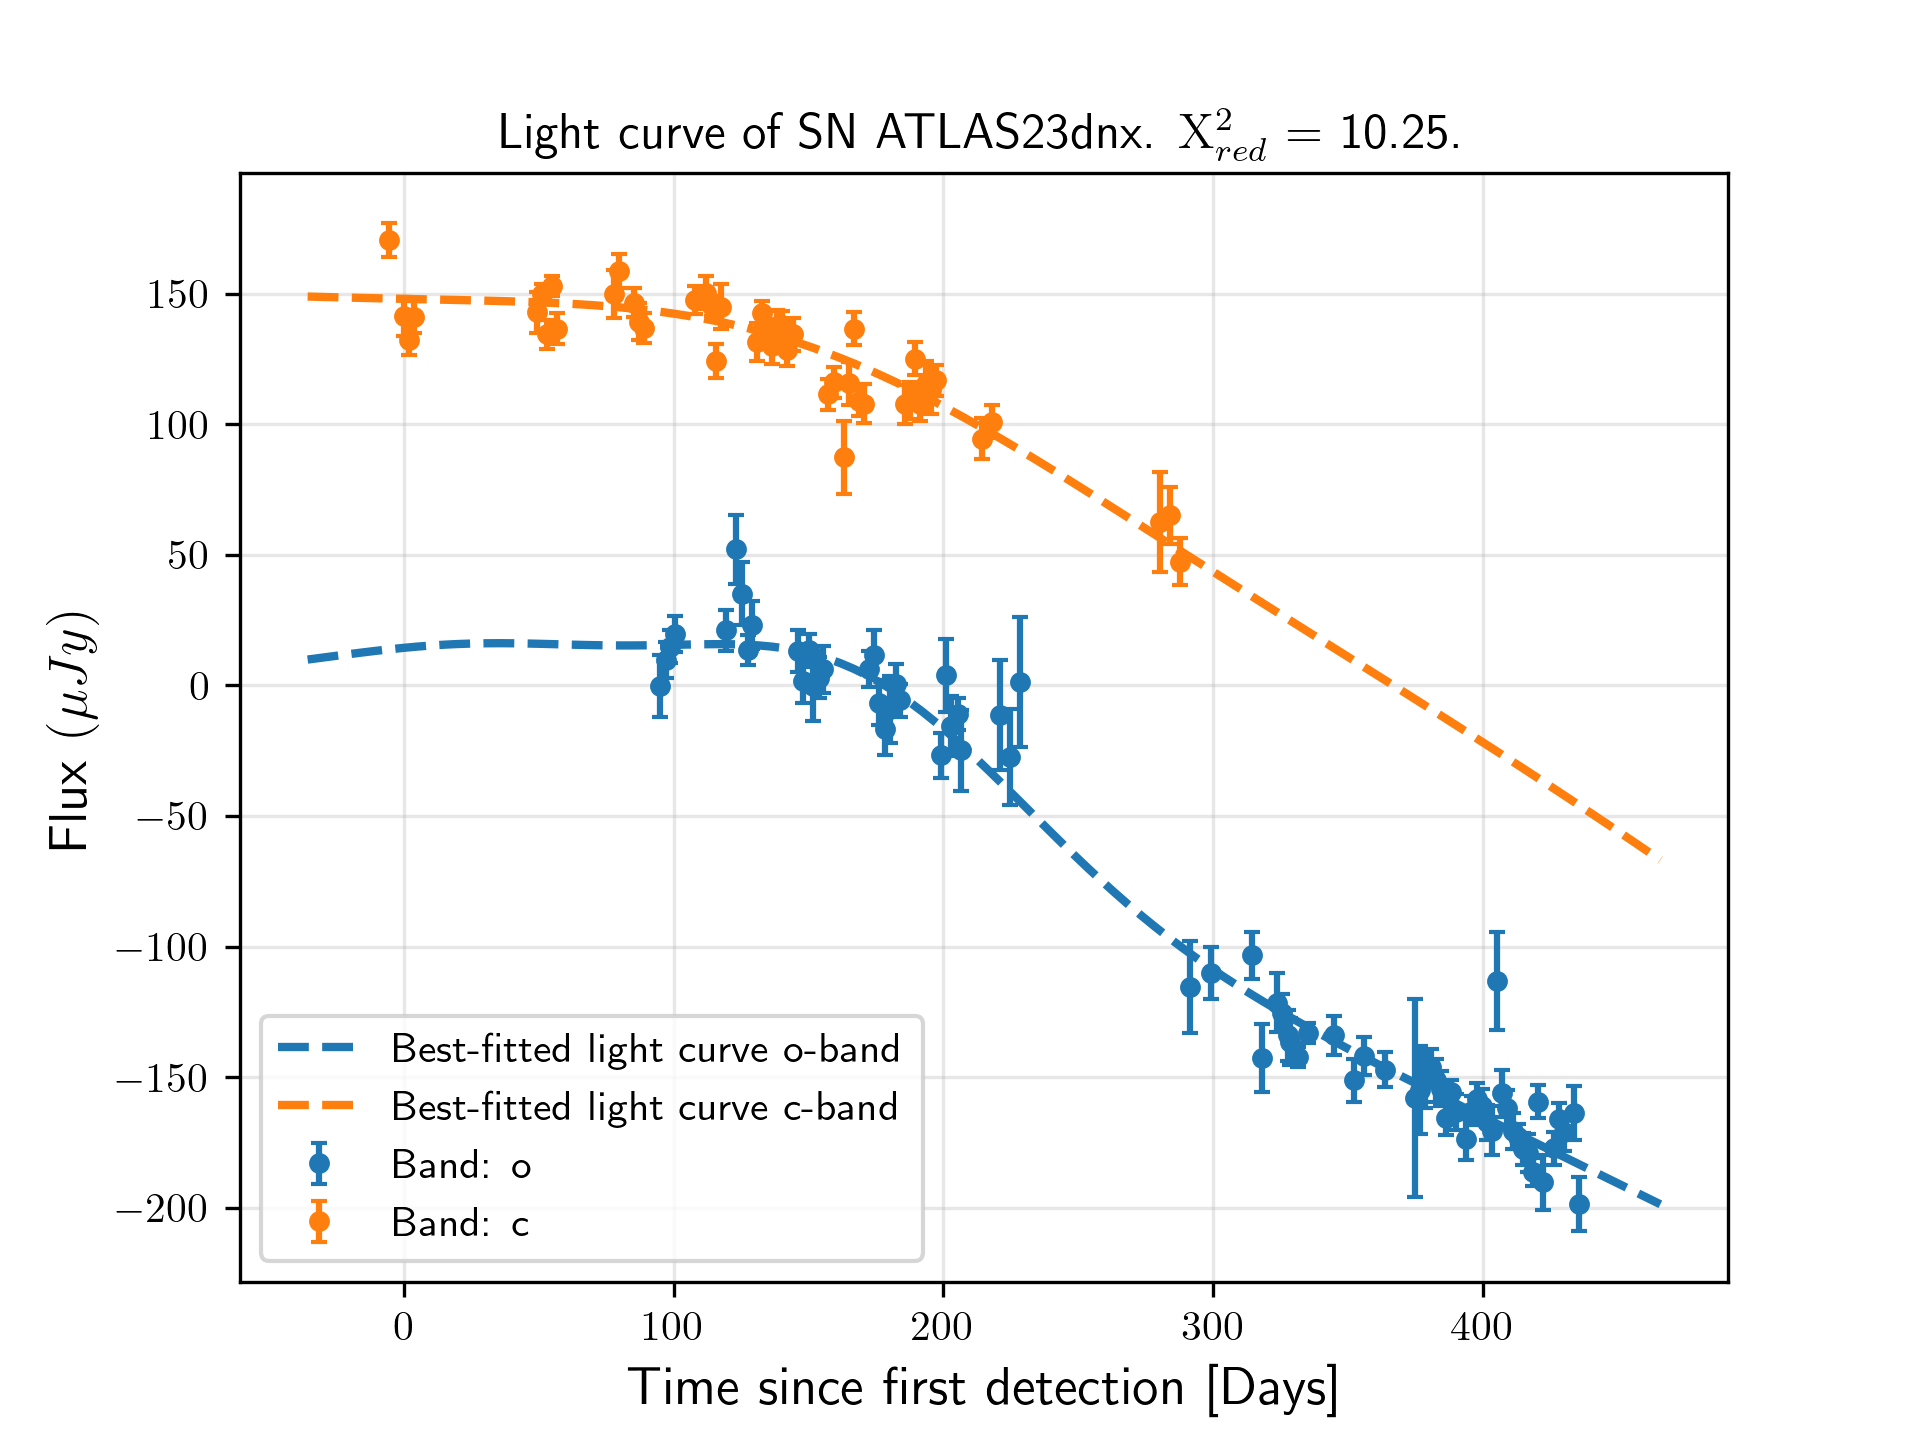 Light curve of SN ATLAS23dnx. X²_red = 10.25.
Flux (μJy)
150
100
50
0
−50
−100
−150
−200
Best-fitted light curve o-band
Best-fitted light curve c-band
Band: o
Band: c
0 100 200 300 400
Time since first detection [Days]